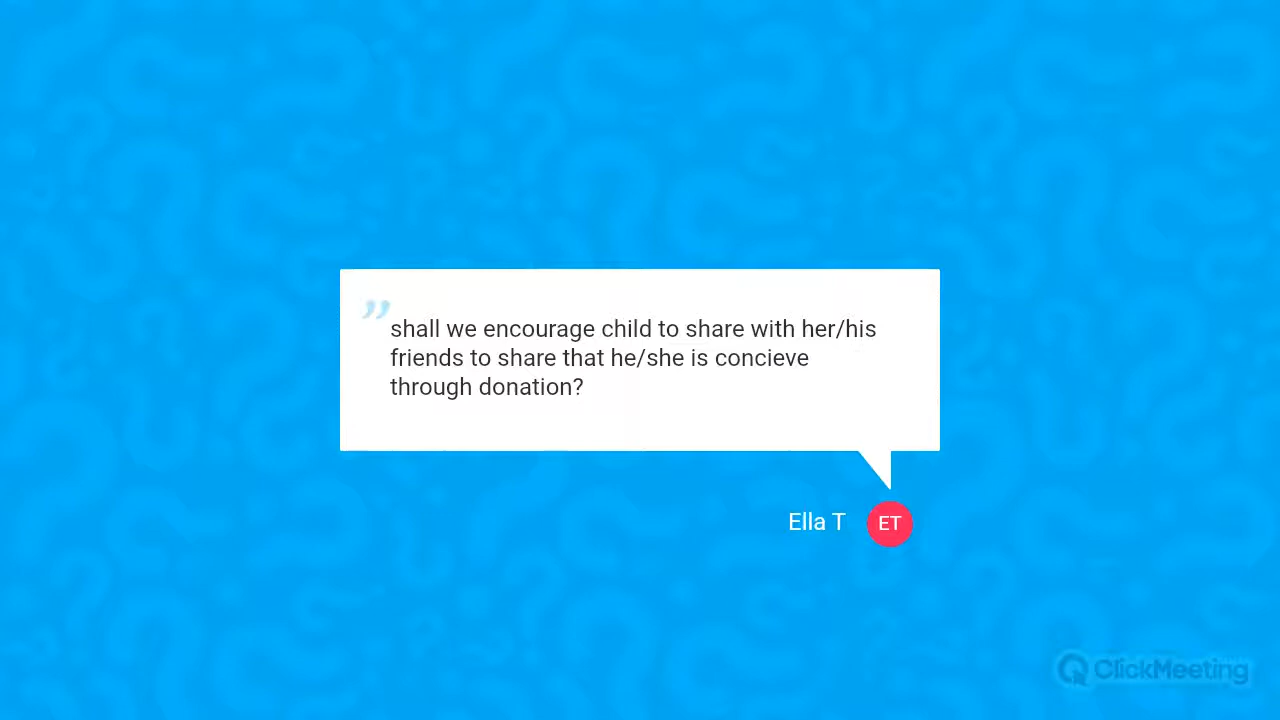 ”
shall we encourage child to share with her/his
friends to share that he/she is concieve
through donation?
Ella T
ET
ClickMeeting